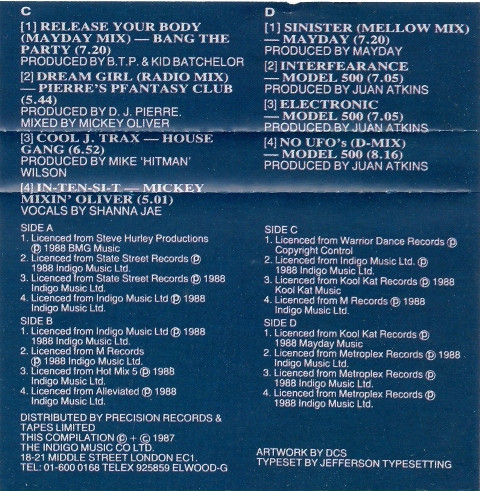 C
[1] RELEASE YOUR BODY
(MAYDAY MIX) — BANG THE
PARTY (7.20)
PRODUCED BY B.T.P. & KID BATCHELOR
[2] DREAM GIRL (RADIO MIX)
— PIERRE'S PFANTASY CLUB
(5.44)
PRODUCED BY D. J. PIERRE.
MIXED BY MICKEY OLIVER
[3] COOL J. TRAX — HOUSE
GANG (6.52)
PRODUCED BY MIKE 'HITMAN'
WILSON
[4] IN-TEN-SI-T — MICKEY
MIXIN' OLIVER (5.01)
VOCALS BY SHANNA JAE
D
[1] SINISTER (MELLOW MIX)
— MAYDAY (7.20)
PRODUCED BY MAYDAY
[2] INTERFEARANCE
— MODEL 500 (7.05)
PRODUCED BY JUAN ATKINS
[3] ELECTRONIC
— MODEL 500 (7.05)
PRODUCED BY JUAN ATKINS
[4] NO UFO's (D-MIX)
— MODEL 500 (8.16)
PRODUCED BY JUAN ATKINS
SIDE A
1. Licenced from Steve Hurley Productions
℗ 1988 BMG Music
2. Licenced from State Street Records ℗
1988 Indigo Music Ltd.
3. Licenced from State Street Records ℗ 1988
Indigo Music Ltd.
4. Licenced from Indigo Music Ltd ℗ 1988
Indigo Music Ltd.
SIDE B
1. Licenced from Indigo Music Ltd ℗ 1988
1988 Indigo Music Ltd.
2. Licenced from M Records
℗ 1988 Indigo Music Ltd.
3. Licenced from Hot Mix 5 ℗ 1988
Indigo Music Ltd.
4. Licenced from Alleviated ℗ 1988
Indigo Music Ltd.
SIDE C
1. Licenced from Warrior Dance Records ℗
Copyright Control
2. Licenced from Indigo Music Ltd. ℗
1988 Indigo Music Ltd.
3. Licenced from Kool Kat Records ℗ 1988
Kool Kat Music
4. Licenced from M Records ℗ 1988
Indigo Music Ltd.
SIDE D
1. Licenced from Kool Kat Records ℗
1988 Mayday Music
2. Licenced from Metroplex Records ℗ 1988
Indigo Music Ltd.
3. Licenced from Metroplex Records ℗
1988 Indigo Music Ltd.
4. Licenced from Metroplex Records ℗
1988 Indigo Music Ltd.
DISTRIBUTED BY PRECISION RECORDS &
TAPES LIMITED
THIS COMPILATION ℗ + © 1987
THE INDIGO MUSIC CO LTD.
18-21 MIDDLE STREET LONDON EC1.
TEL: 01-600 0168 TELEX 925859 ELWOOD-G
ARTWORK BY DCS
TYPESET BY JEFFERSON TYPESETTING